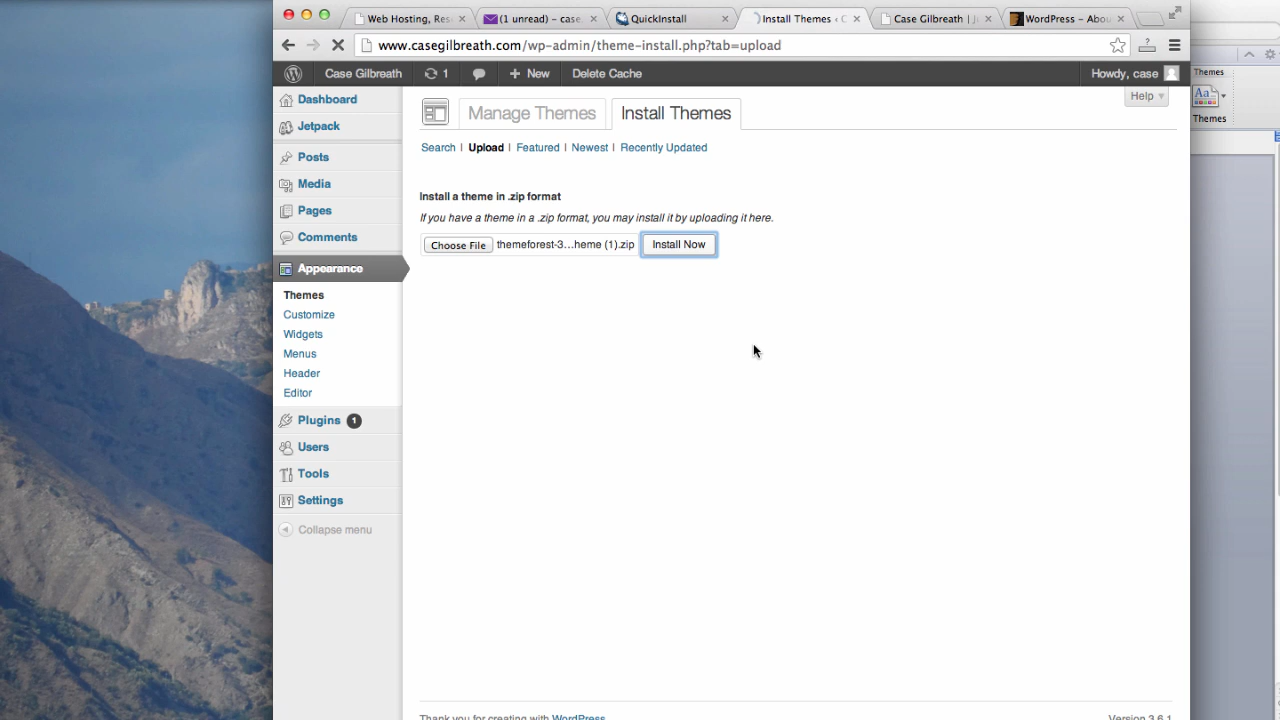 Web Hosting, Res
(1 unread) – case
QuickInstall
Install Themes ‹ C
Case Gilbreath | J
WordPress – Abou
www.casegilbreath.com/wp-admin/theme-install.php?tab=upload
Case Gilbreath
1
+ New
Delete Cache
Howdy, case
Help
Dashboard
Jetpack
Posts
Media
Pages
Comments
Appearance
Themes
Customize
Widgets
Menus
Header
Editor
Plugins 1
Users
Tools
Settings
Collapse menu
Manage Themes
Install Themes
Search | Upload | Featured | Newest | Recently Updated
Install a theme in .zip format
If you have a theme in a .zip format, you may install it by uploading it here.
Choose File themeforest-3...heme (1).zip Install Now
Thank you for creating with WordPress
Version 3.6.1
Themes
Aa
Themes